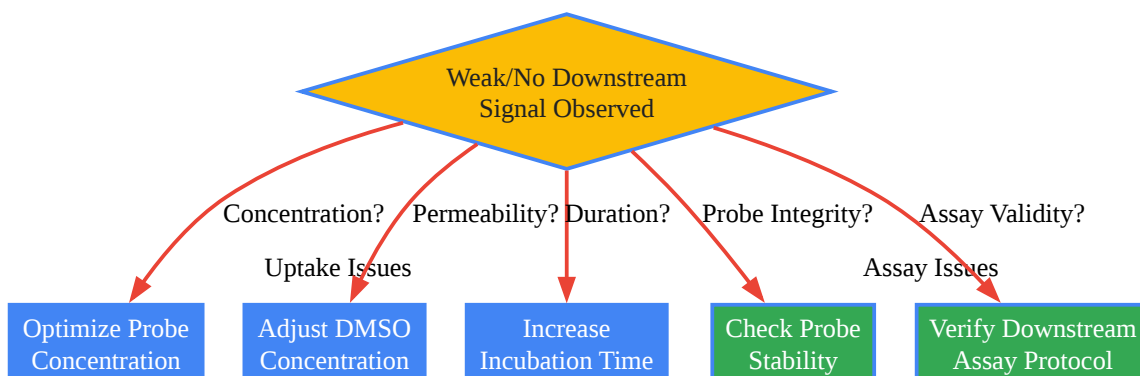 Weak/No Downstream
Signal Observed
Concentration?
Permeability?
Duration?
Probe Integrity?
Assay Validity?
Uptake Issues
Assay Issues
Optimize Probe
Concentration
Adjust DMSO
Concentration
Increase
Incubation Time
Check Probe
Stability
Verify Downstream
Assay Protocol